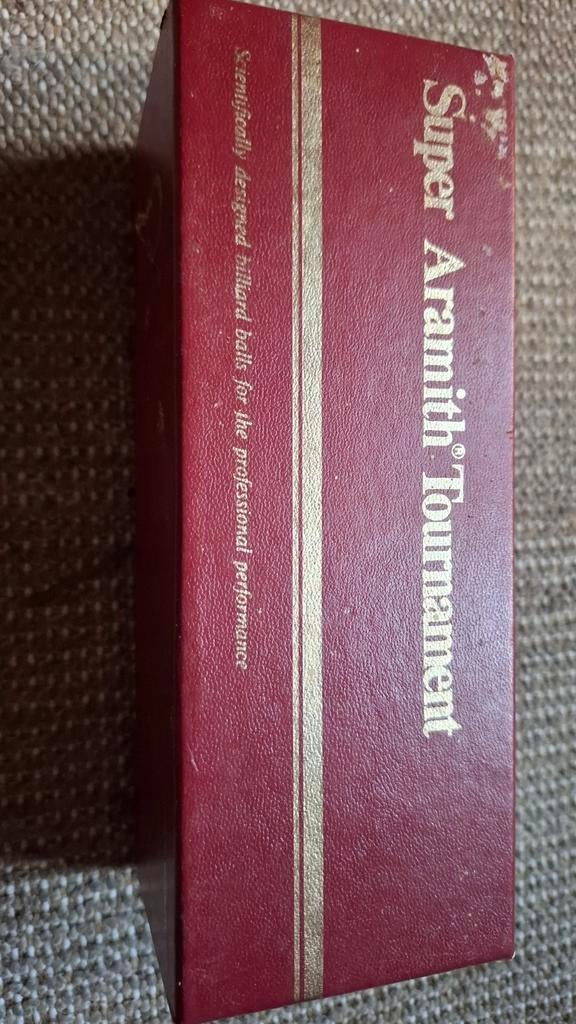 Super Aramith® Tournament
Scientifically designed billiard balls for the professional performance